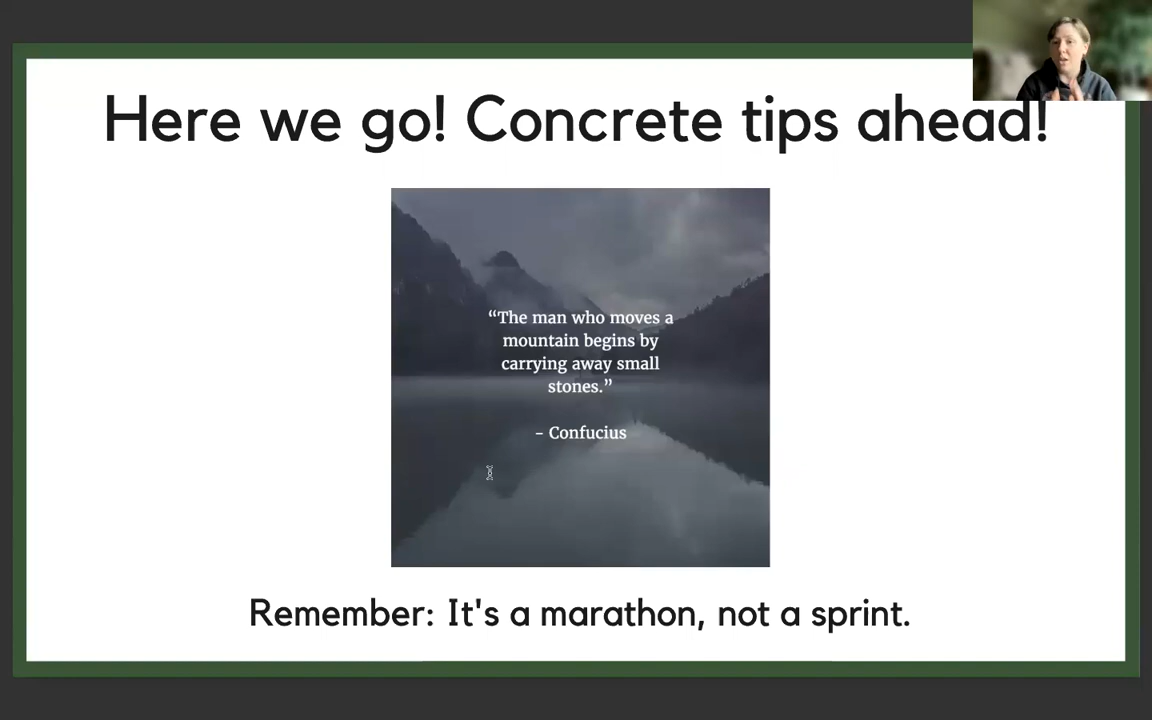 Here we go! Concrete tips ahead!
“The man who moves a
mountain begins by
carrying away small
stones.”
- Confucius
Remember: It's a marathon, not a sprint.